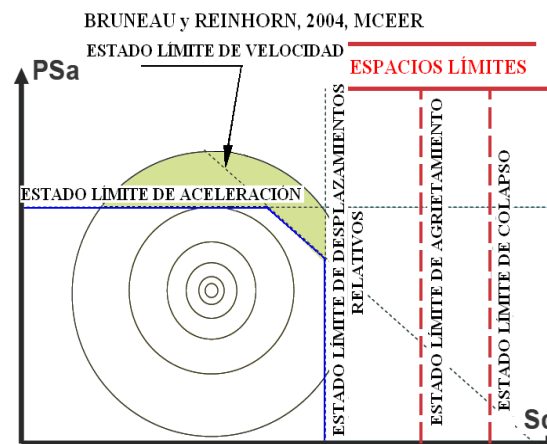 BRUNEAU y REINHORN, 2004, MCEER
ESTADO LÍMITE DE VELOCIDAD
ESPACIOS LÍMITES
PSa
ESTADO LÍMITE DE ACELERACIÓN
ESTADO LÍMITE DE DESPLAZAMIENTOS
RELATIVOS
ESTADO LÍMITE DE AGRIETAMIENTO
ESTADO LÍMITE DE COLAPSO
Sd